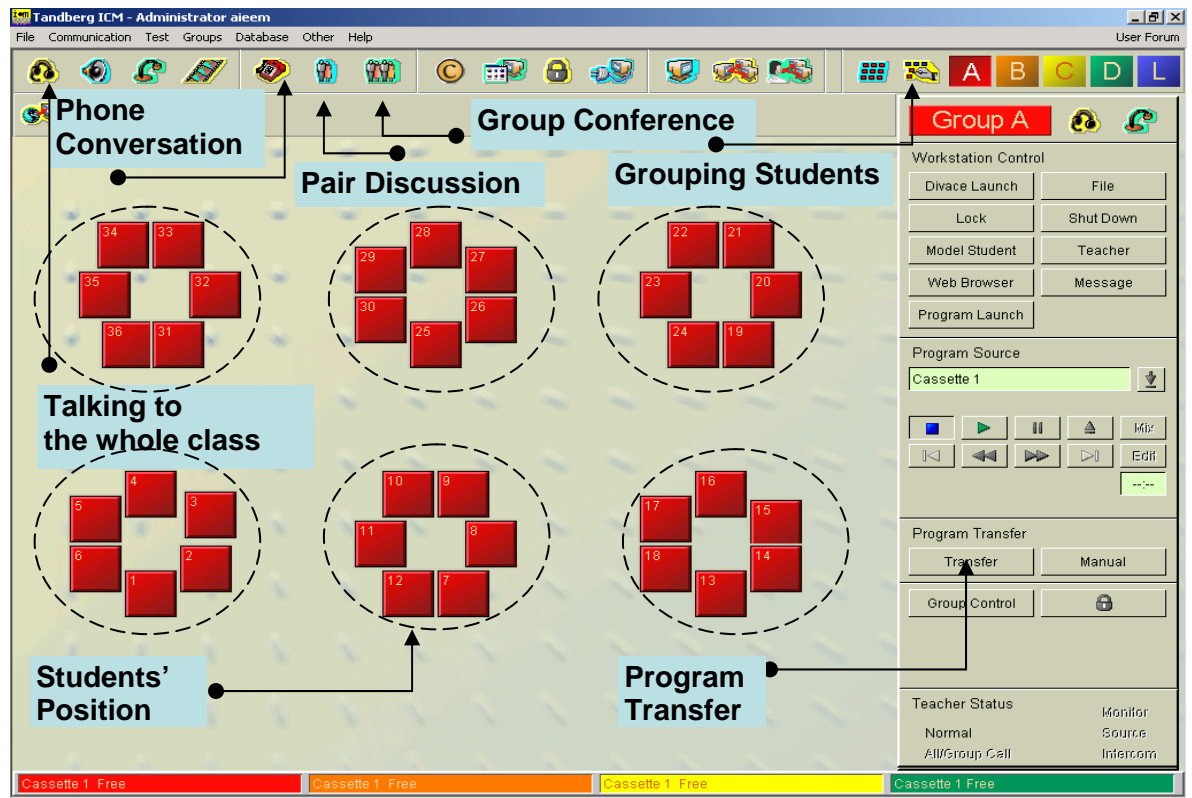 Tandberg ICM - Administrator aieem
File Communication Test Groups Database Other Help User Forum
A B C D L
Phone
Conversation
Group Conference
Pair Discussion
Grouping Students
Group A
Workstation Control
Divace Launch File
Lock Shut Down
Model Student Teacher
Web Browser Message
Program Launch
34 33
35 32
36 31
28
29 27
30 26
25
22 21
23 20
24 19
Program Source
Cassette 1
Mix
Edit
--:--
Talking to
the whole class
4
5 3
6 2
1
10 9
11 8
12 7
16
17 15
18 14
13
Program Transfer
Transfer Manual
Group Control
Students’
Position
Program
Transfer
Teacher Status
Monitor
Normal Source
All/Group Call Intercom
Cassette 1 Free Cassette 1 Free Cassette 1 Free Cassette 1 Free